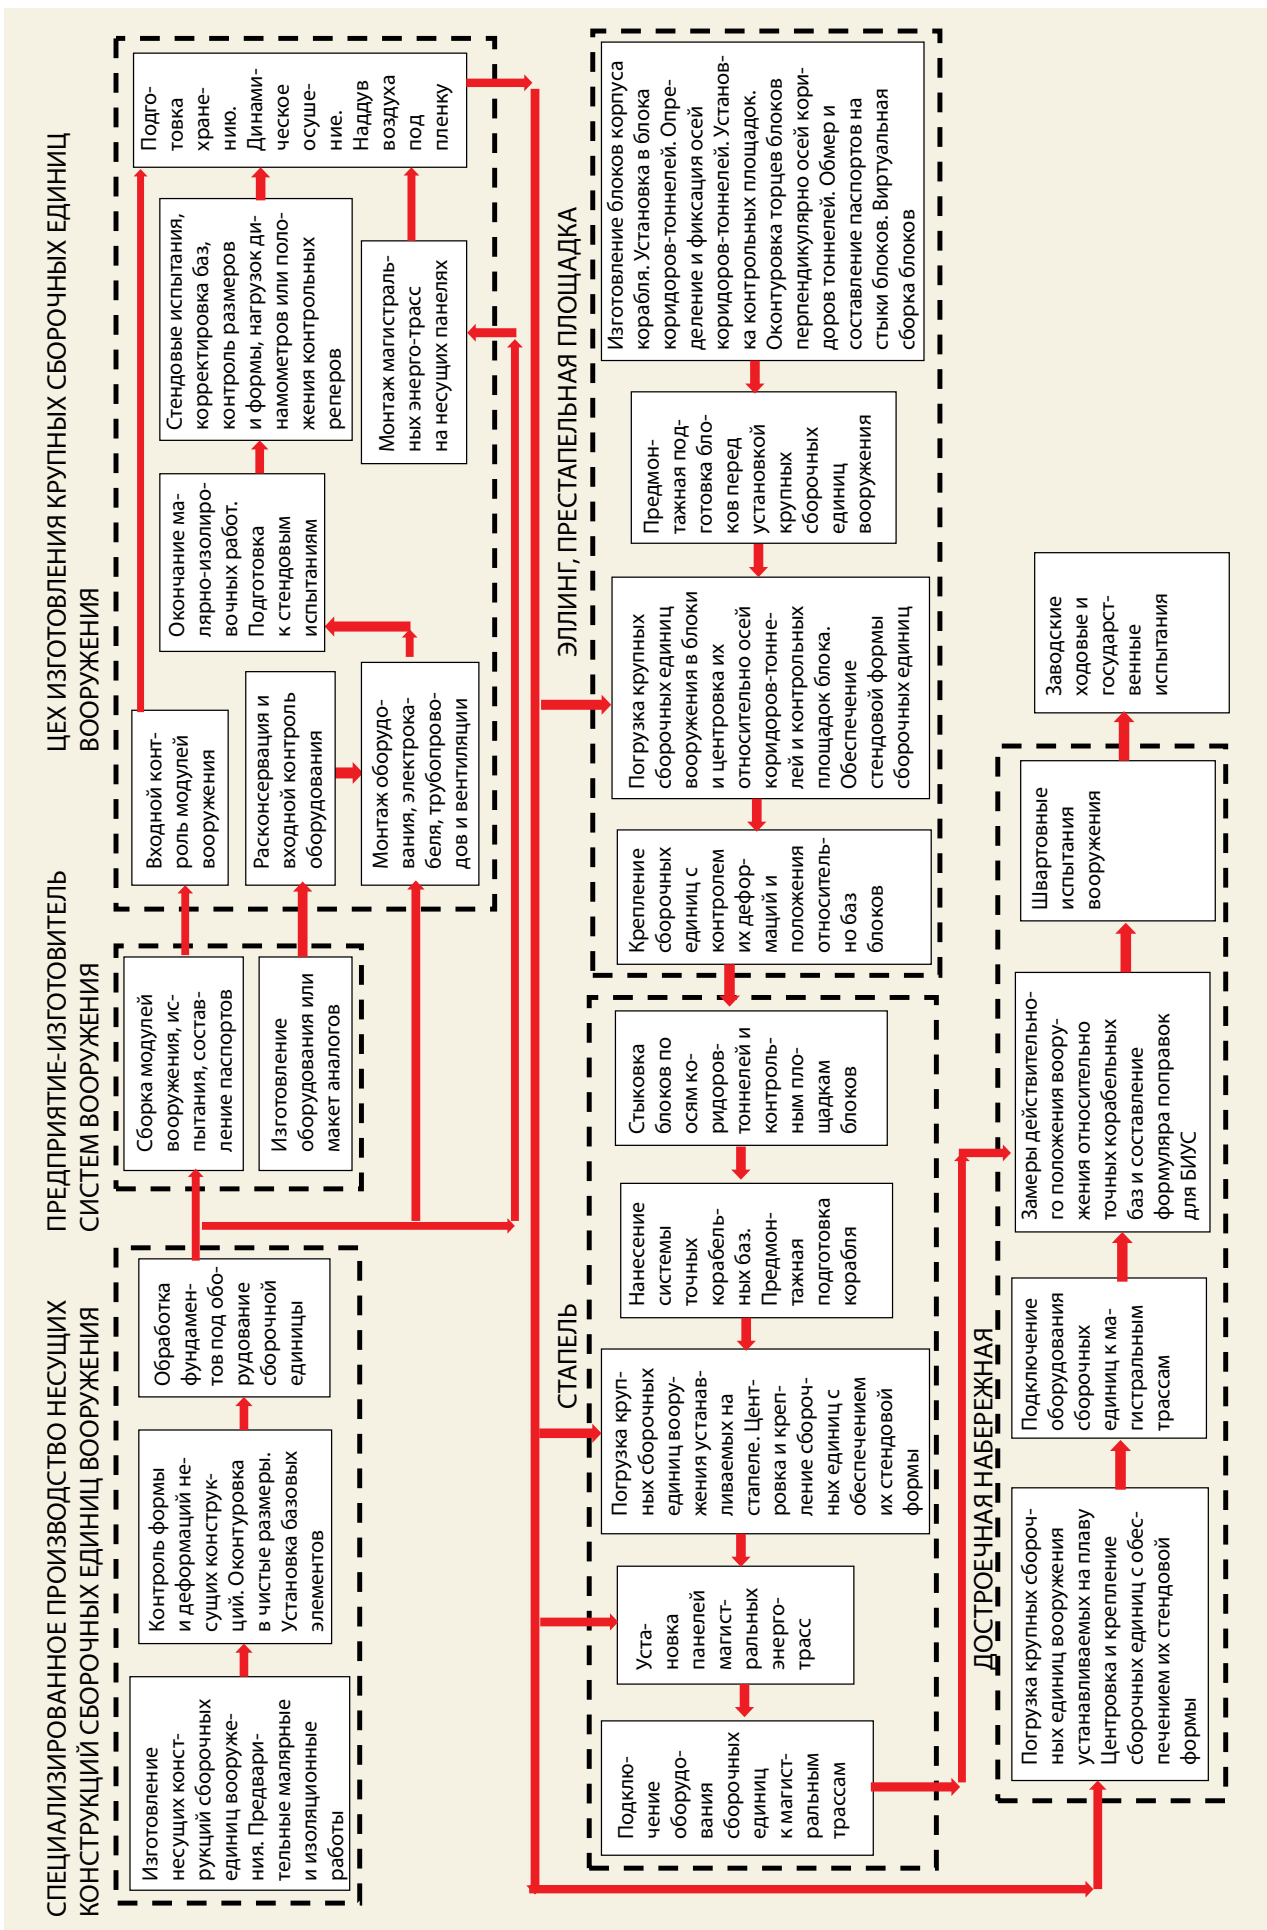 СПЕЦИАЛИЗИРОВАННОЕ ПРОИЗВОДСТВО НЕСУЩИХ
КОНСТРУКЦИЙ СБОРОЧНЫХ ЕДИНИЦ ВООРУЖЕНИЯ
Изготовление
несущих конст-
рукций сборочных
единиц вооруже-
ния. Предвари-
тельные малярные
и изоляционные
работы
Контроль формы
и деформаций не-
сущих конструк-
ций. Оконтуровка
в чистые размеры.
Установка базовых
элементов
Обработка
фундамен-
тов под обо-
рудование
сборочной
единицы
ПРЕДПРИЯТИЕ-ИЗГОТОВИТЕЛЬ
СИСТЕМ ВООРУЖЕНИЯ
Сборка модулей
вооружения, ис-
пытания, состав-
ление паспортов
Изготовление
оборудования или
макет аналогов
ЦЕХ ИЗГОТОВЛЕНИЯ КРУПНЫХ СБОРОЧНЫХ ЕДИНИЦ
ВООРУЖЕНИЯ
Входной конт-
роль модулей
вооружения
Расконсервация и
входной контроль
оборудования
Монтаж оборудо-
вания, электрока-
беля, трубопрово-
дов и вентиляции
Окончание ма-
лярно-изолиро-
вочных работ.
Подготовка
к стендовым
испытаниям
Стендовые испытания,
корректировка баз,
контроль размеров
и формы, нагрузок ди-
намометров или поло-
жения контрольных
реперов
Монтаж магистраль-
ных энерго-трасс
на несущих панелях
Подго-
товка
хране-
нию.
Динами-
ческое
осуше-
ние.
Наддув
воздуха
под
пленку
ЭЛЛИНГ, ПРЕСТАПЕЛЬНАЯ ПЛОЩАДКА
Изготовление блоков корпуса
корабля. Установка в блока
коридоров-тоннелей. Опре-
деление и фиксация осей
коридоров-тоннелей. Установ-
ка контрольных площадок.
Оконтуровка торцев блоков
перпендикулярно осей кори-
доров тоннелей. Обмер и
составление паспортов на
стыки блоков. Виртуальная
сборка блоков
Предмон-
тажная под-
готовка бло-
ков перед
установкой
крупных
сборочных
единиц
вооружения
Погрузка крупных
сборочных единиц
вооружения в блоки
и центровка их
относительно осей
коридоров-тонне-
лей и контрольных
площадок блока.
Обеспечение
стендовой формы
сборочных единиц
Крепление
сборочных
единиц с
контролем
их дефор-
маций и
положения
относитель-
но баз
блоков
СТАПЕЛЬ
Стыковка
блоков по
осям ко-
ридоров-
тоннелей и
контроль-
ным пло-
щадкам
блоков
Нанесение
системы
точных
корабель-
ных баз.
Предмон-
тажная
подготовка
корабля
Погрузка круп-
ных сборочных
единиц воору-
жения устанав-
ливаемых на
стапеле. Цент-
ровка и креп-
ление сбороч-
ных единиц с
обеспечением
их стендовой
формы
Уста-
новка
панелей
магист-
ральных
энерго-
трасс
Подклю-
чение
оборудо-
вания
сборочных
единиц
к магист-
ральным
трассам
ДОСТРОЕЧНАЯ НАБЕРЕЖНАЯ
Погрузка крупных сбороч-
ных единиц вооружения
устанавливаемых на плаву
Центровка и крепление
сборочных единиц с обес-
печением их стендовой
формы
Подключение
оборудования
сборочных
единиц к ма-
гистральным
трассам
Замеры действительно-
го положения воору-
жения относительно
точных корабельных
баз и составление
формуляра поправок
для БИУС
Швартовные
испытания
вооружения
Заводские
ходовые и
государст-
венные
испытания